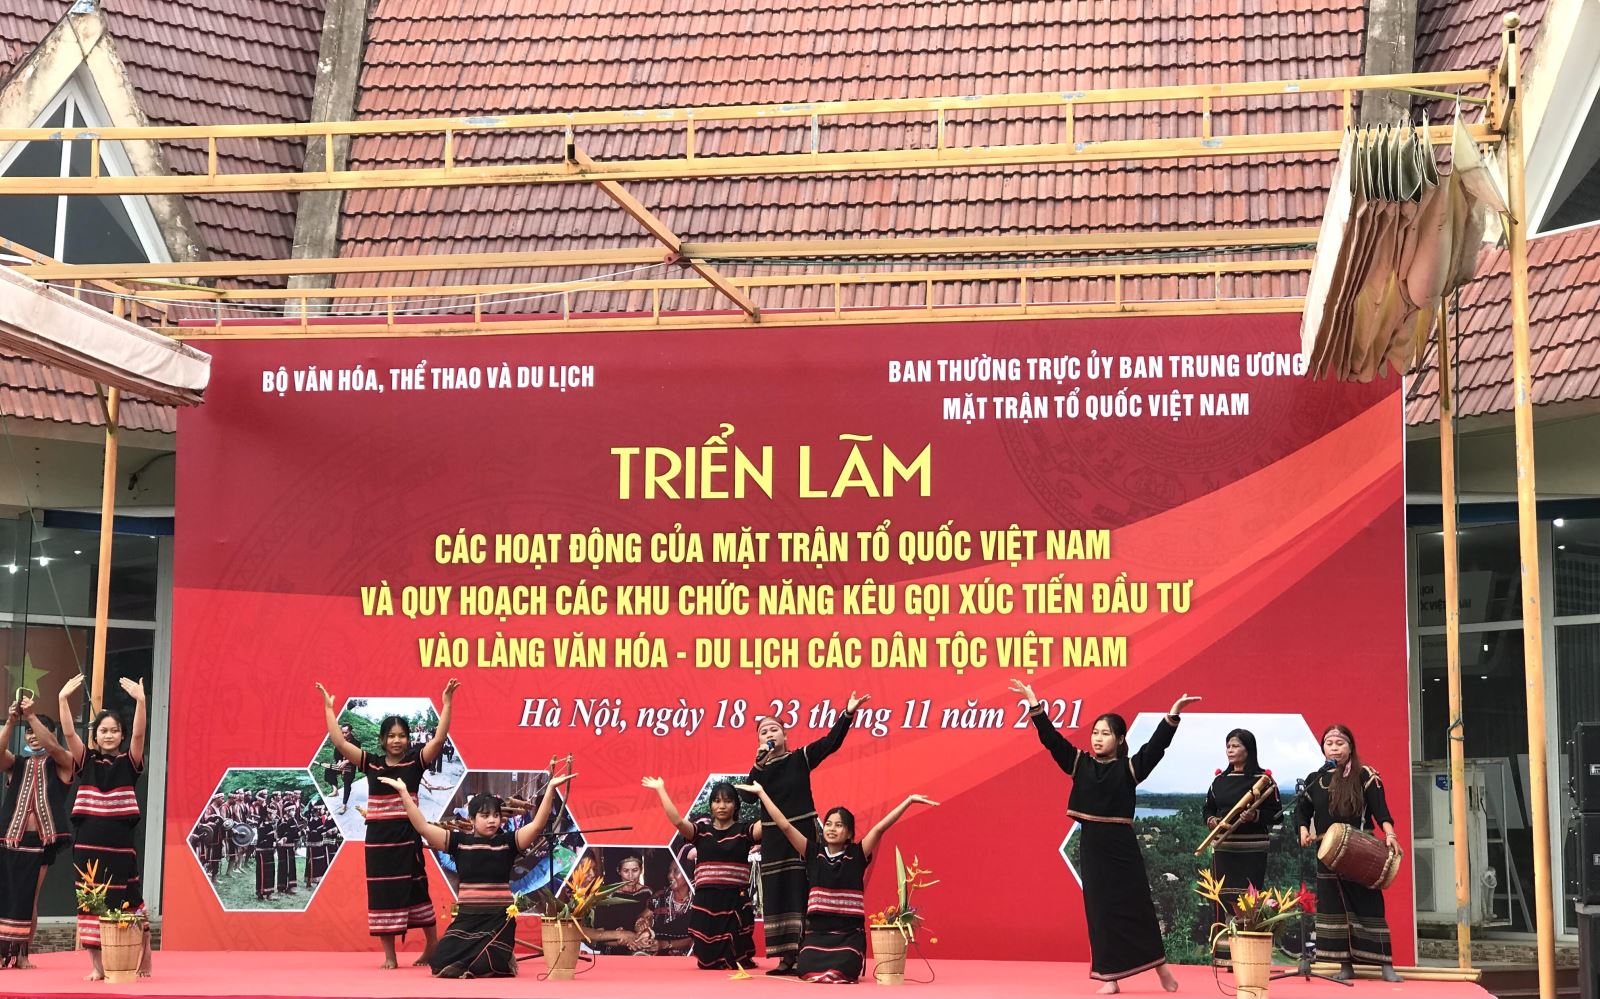 BỘ VĂN HÓA, THỂ THAO VÀ DU LỊCH
BAN THƯỜNG TRỰC ỦY BAN TRUNG ƯƠNG
MẶT TRẬN TỔ QUỐC VIỆT NAM
TRIỂN LÃM
CÁC HOẠT ĐỘNG CỦA MẶT TRẬN TỔ QUỐC VIỆT NAM
VÀ QUY HOẠCH CÁC KHU CHỨC NĂNG KÊU GỌI XÚC TIẾN ĐẦU TƯ
VÀO LÀNG VĂN HÓA - DU LỊCH CÁC DÂN TỘC VIỆT NAM
Hà Nội, ngày 18 - 23 tháng 11 năm 2021